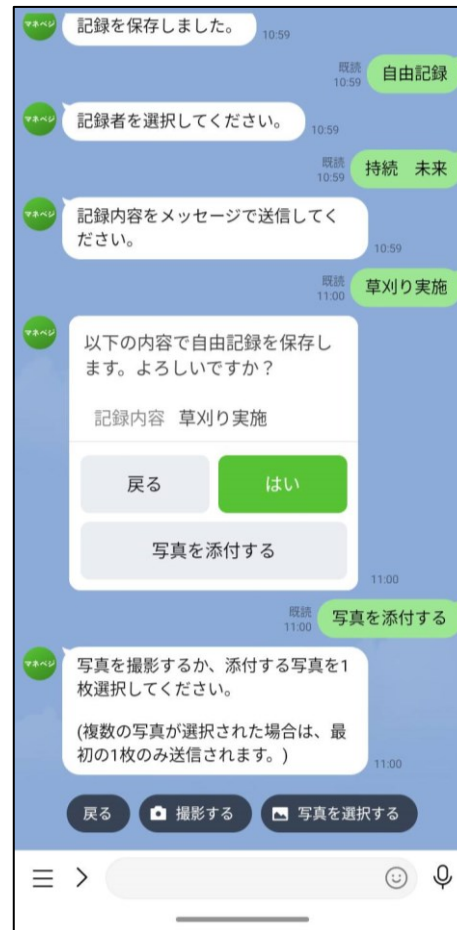 マネベジ
記録を保存しました。
10:59
既読
10:59
自由記録
マネベジ
記録者を選択してください。
10:59
既読
10:59
持続　未来
マネベジ
記録内容をメッセージで送信してく
ださい。
10:59
既読
11:00
草刈り実施
マネベジ
以下の内容で自由記録を保存し
ます。よろしいですか？
記録内容 草刈り実施
戻る
はい
写真を添付する
11:00
既読
11:00
写真を添付する
マネベジ
写真を撮影するか、添付する写真を1
枚選択してください。
(複数の写真が選択された場合は、最
初の1枚のみ送信されます。)
11:00
戻る
撮影する
写真を選択する